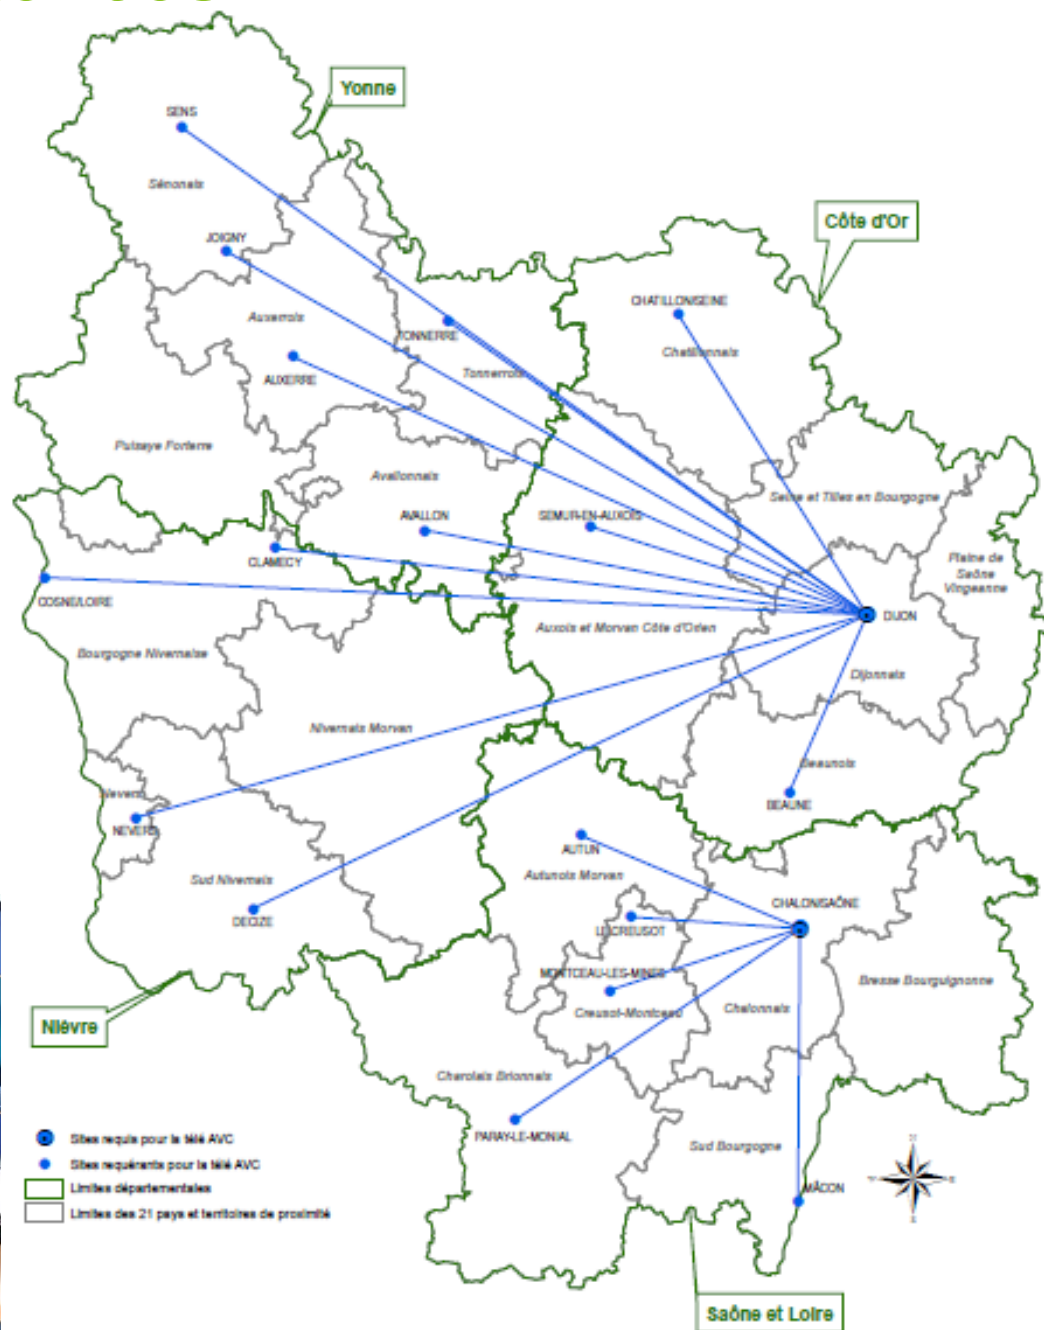 Yonne
SENS
Sénonais
Côte d'Or
JOIGNY
CHATILLON/SEINE
Auxerrois
TONNERRE
Chatillonnais
Tonnerrois
AUXERRE
Puisaye Forterre
Avallonnais
Seine et Tilles en Bourgogne
AVALLON
SEMUR-EN-AUXOIS
CLAMECY
Plaine de
Saône
Vingeanne
COSNE/LOIRE
DIJON
Auxois et Morvan Côte d'Orien
Bourgogne Nivernaise
Dijonnais
Nivernais Morvan
Beaunois
Nevers
BEAUNE
NEVERS
AUTUN
Sud Nivernais
Autunois Morvan
CHALON/SAÔNE
DECIZE
LE CREUSOT
MONTCEAU-LES-MINES
Bresse Bourguignonne
Creusot-Montceau
Chalonnais
Nièvre
Charolais Brionnais
PARAY-LE-MONIAL
Sud Bourgogne
MÂCON
Sites requis pour la télé AVC
Sites requérants pour la télé AVC
Limites départementales
Limites des 21 pays et territoires de proximité
Saône et Loire